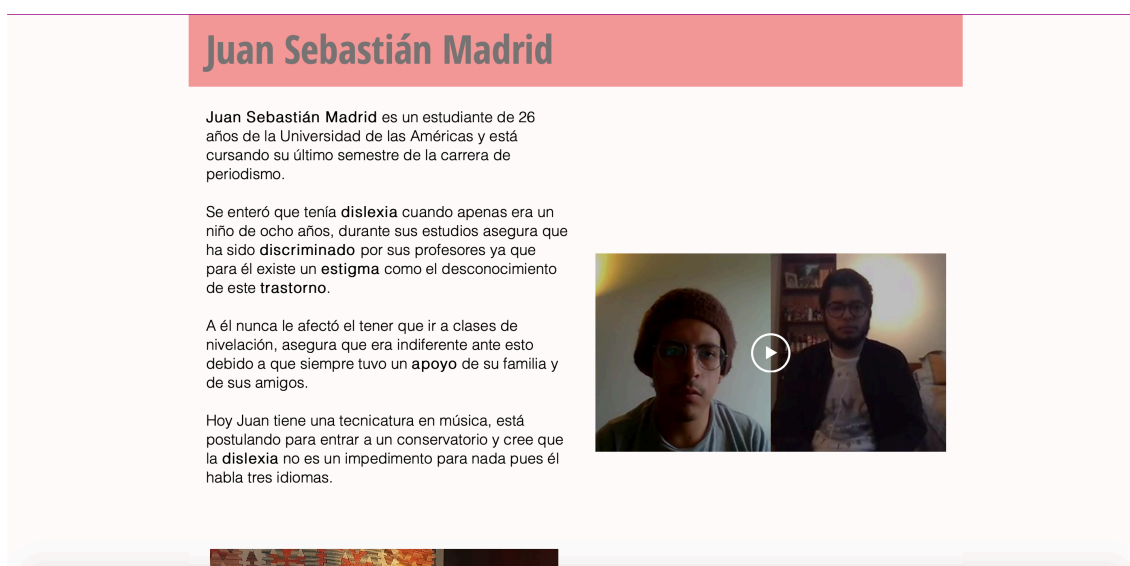 Juan Sebastián Madrid
Juan Sebastián Madrid es un estudiante de 26
años de la Universidad de las Américas y está
cursando su último semestre de la carrera de
periodismo.
Se enteró que tenía dislexia cuando apenas era un
niño de ocho años, durante sus estudios asegura que
ha sido discriminado por sus profesores ya que
para él existe un estigma como el desconocimiento
de este trastorno.
A él nunca le afectó el tener que ir a clases de
nivelación, asegura que era indiferente ante esto
debido a que siempre tuvo un apoyo de su familia y
de sus amigos.
Hoy Juan tiene una tecnicatura en música, está
postulando para entrar a un conservatorio y cree que
la dislexia no es un impedimento para nada pues él
habla tres idiomas.